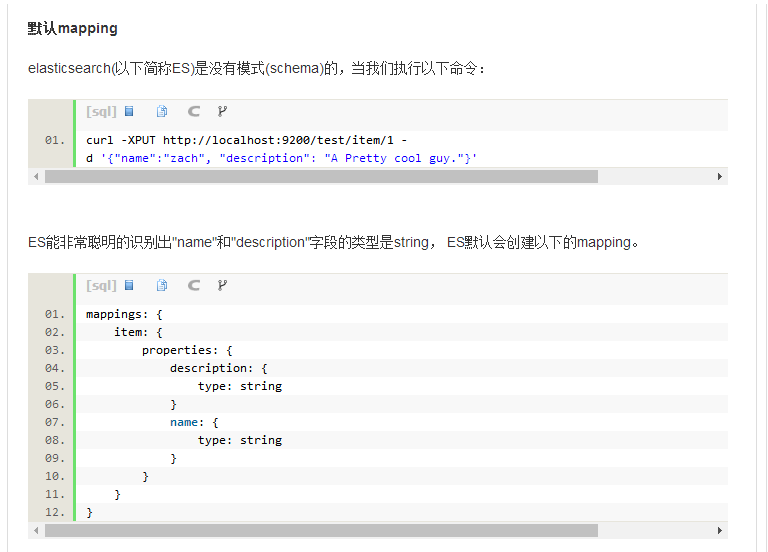 默认mapping
elasticsearch(以下简称ES)是没有模式(schema)的，当我们执行以下命令：
[sql]
01. curl -XPUT http://localhost:9200/test/item/1 -
d '{"name":"zach", "description": "A Pretty cool guy."}'
ES能非常聪明的识别出"name"和"description"字段的类型是string， ES默认会创建以下的mapping。
[sql]
01. mappings: {
02. item: {
03. properties: {
04. description: {
05. type: string
06. }
07. name: {
08. type: string
09. }
10. }
11. }
12. }